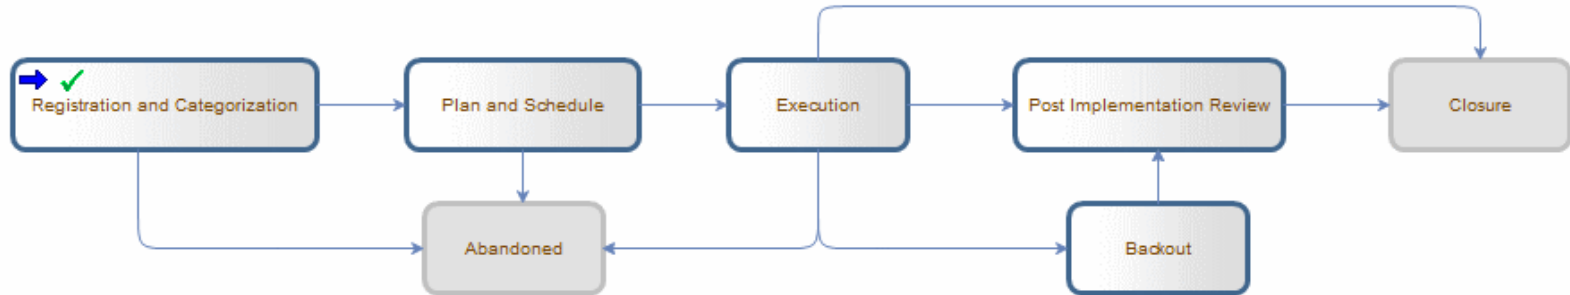 Registration and Categorization
Plan and Schedule
Execution
Post Implementation Review
Closure
Abandoned
Backout